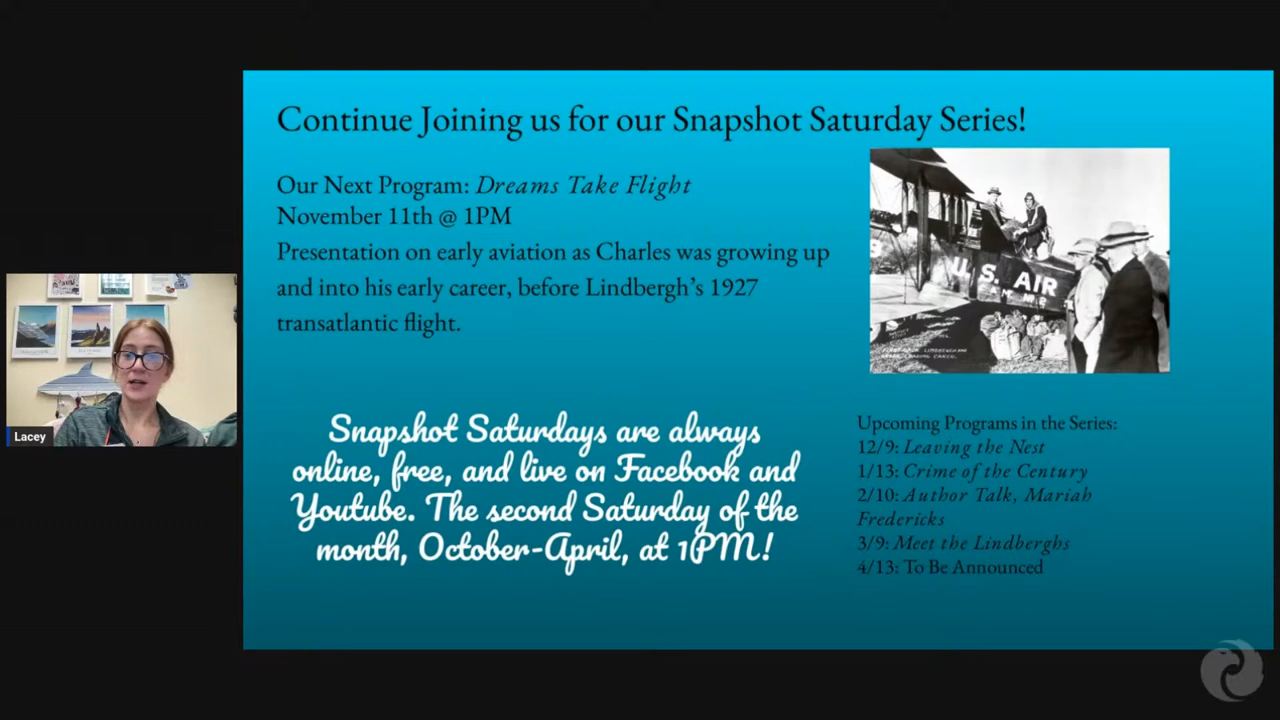 Continue Joining us for our Snapshot Saturday Series!
Our Next Program: Dreams Take Flight
November 11th @ 1PM
Presentation on early aviation as Charles was growing up
and into his early career, before Lindbergh's 1927
transatlantic flight.
U.S. AIR
Lacey
Snapshot Saturdays are always
online, free, and live on Facebook and
Youtube. The second Saturday of the
month, October-April, at 1PM!
Upcoming Programs in the Series:
12/9: Leaving the Nest
1/13: Crime of the Century
2/10: Author Talk, Mariah
Fredericks
3/9: Meet the Lindberghs
4/13: To Be Announced